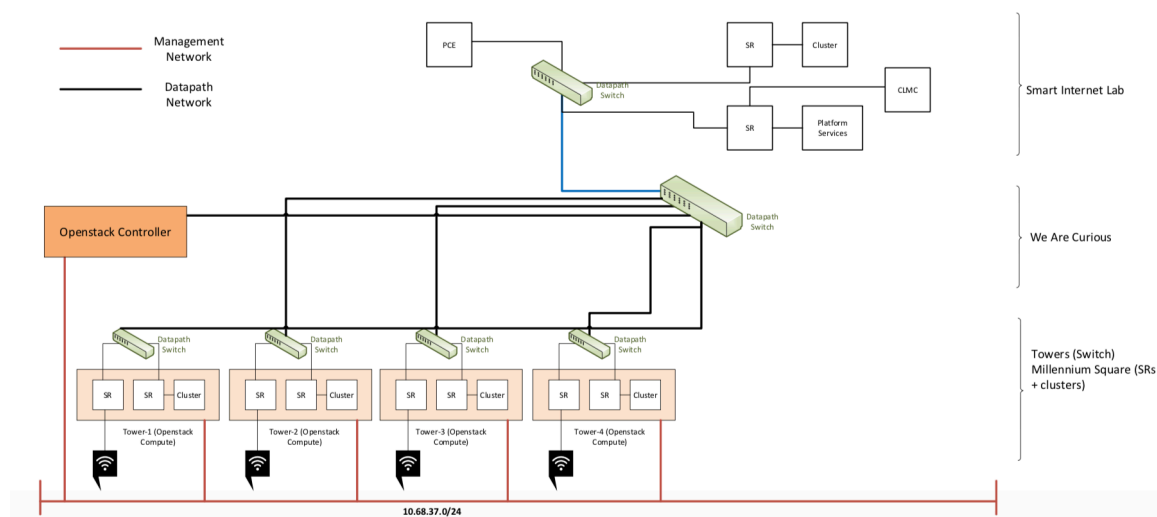 Management
Network
Datapath
Network
PCE
Datapath
Switch
SR
Cluster
CLMC
SR
Platform
Services
Smart Internet Lab
Openstack Controller
Datapath
Switch
We Are Curious
Datapath
Switch
Datapath
Switch
Datapath
Switch
Datapath
Switch
SR
SR
Cluster
SR
SR
Cluster
SR
SR
Cluster
SR
SR
Cluster
Tower-1 (Openstack
Compute)
Tower-2 (Openstack
Compute)
Tower-3 (Openstack
Compute)
Tower-4 (Openstack
Compute)
Towers (Switch)
Millennium Square (SRs
+ clusters)
10.68.37.0/24